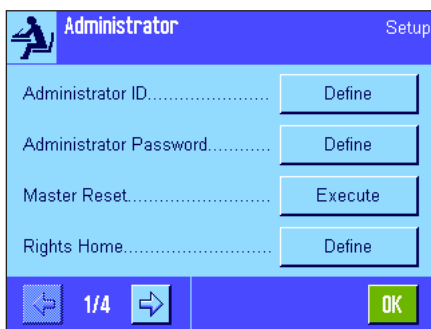 Administrator Setup
Administrator ID...................... Define
Administrator Password............ Define
Master Reset......................... Execute
Rights Home.......................... Define
1/4 OK